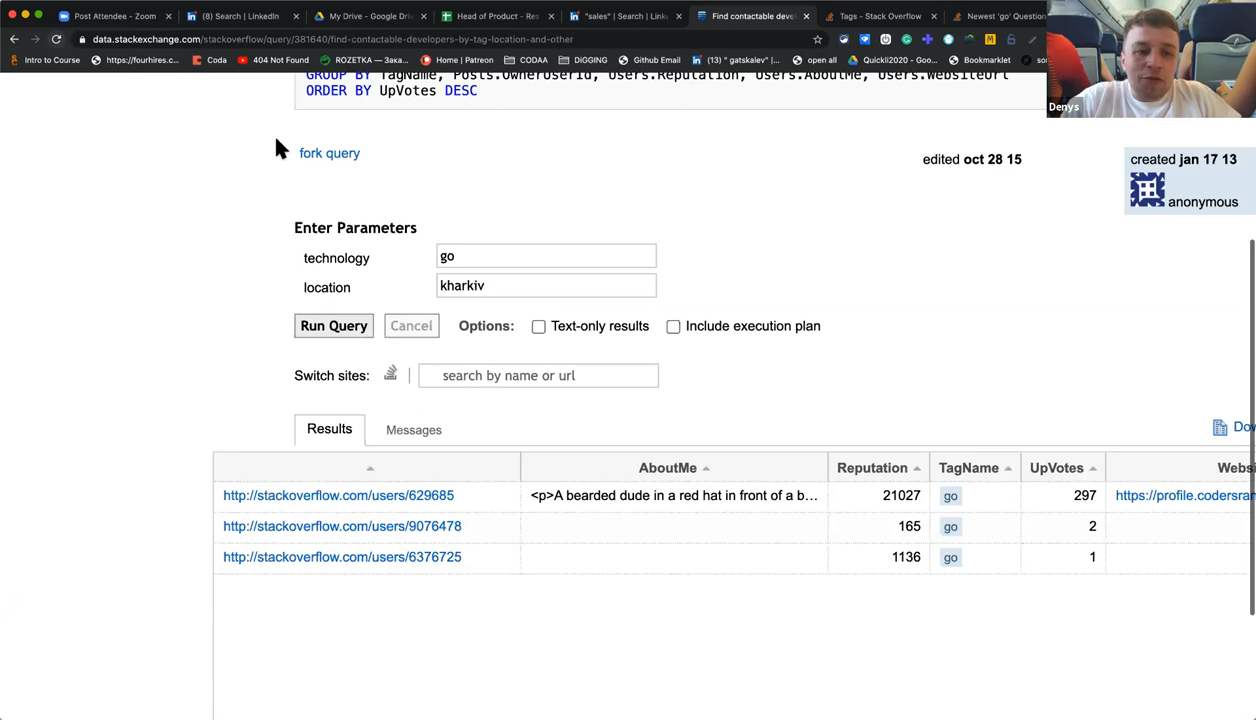 Post Attendee - Zoom
(8) Search | LinkedIn
My Drive - Google Dri
Head of Product - Res
"sales" | Search | Link
Find contactable devel
Tags - Stack Overflow
Newest 'go' Question
data.stackexchange.com/stackoverflow/query/381640/find-contactable-developers-by-tag-location-and-other
Intro to Course
https://fourhires.c...
Coda
404 Not Found
ROZETKA — Зака...
Home | Patreon
CODAA
DiGGING
Github Email
(13) " gatskalev" |...
open all
Quickli2020 - Goo...
Bookmarklet
GROUP BY TagName, Posts.OwnerUserId, Users.Reputation, Users.AboutMe, Users.WebsiteUrl
ORDER BY UpVotes DESC
Denys
fork query
edited oct 28 15
created jan 17 13
anonymous
Enter Parameters
technology go
location kharkiv
Run Query Cancel Options: Text-only results Include execution plan
Switch sites: search by name or url
Results Messages
AboutMe Reputation TagName UpVotes Websi
http://stackoverflow.com/users/629685 <p>A bearded dude in a red hat in front of a b... 21027 go 297 https://profile.codersran
http://stackoverflow.com/users/9076478 165 go 2
http://stackoverflow.com/users/6376725 1136 go 1